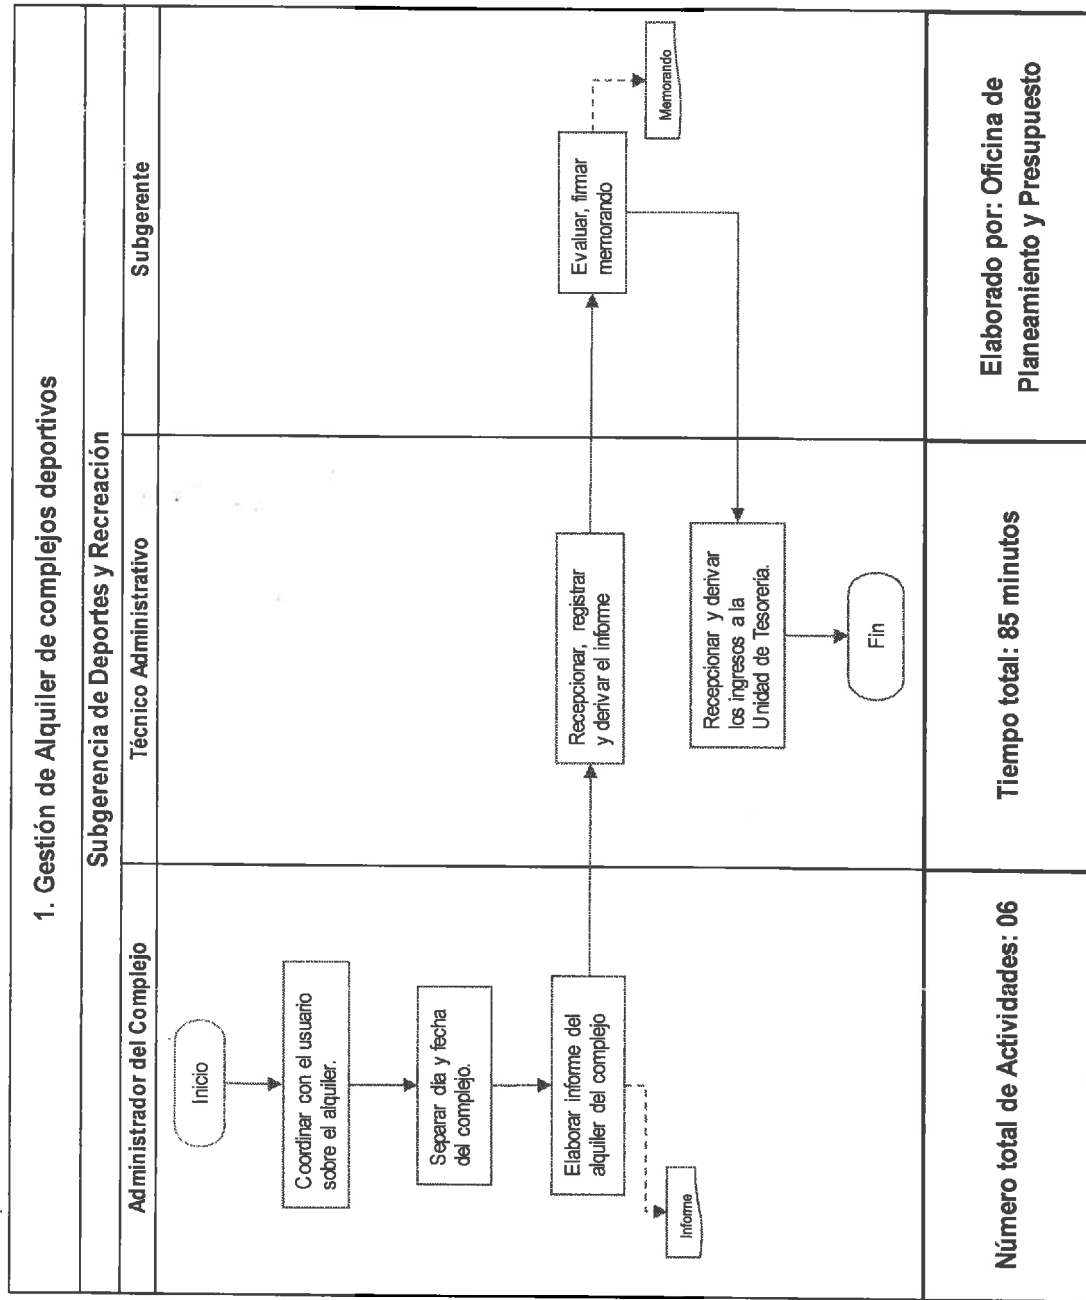 1. Gestión de Alquiler de complejos deportivos
Subgerencia de Deportes y Recreación
Administrador del Complejo
Técnico Administrativo
Subgerente
Inicio
Coordinar con el usuario
sobre el alquiler.
Separar día y fecha
del complejo.
Elaborar informe del
alquiler del complejo
Informe
Recepcionar, registrar
y derivar el informe
Evaluar, firmar
memorando
Memorando
Recepcionar y derivar
los ingresos a la
Unidad de Tesorería.
Fin
Número total de Actividades: 06
Tiempo total: 85 minutos
Elaborado por: Oficina de
Planeamiento y Presupuesto